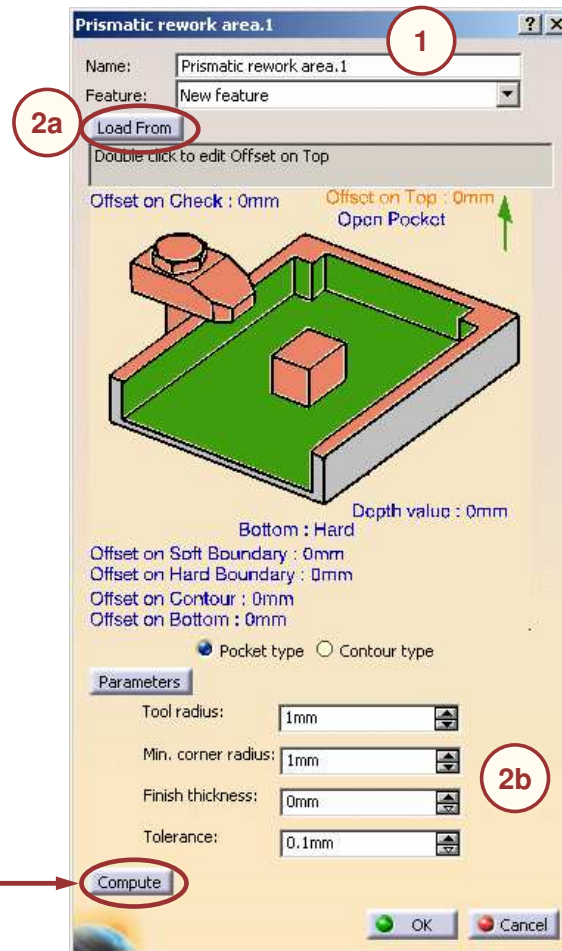 Prismatic rework area.1
? ×
1
Name: Prismatic rework area.1
Feature: New feature
2a
Load From
Double click to edit Offset on Top
Offset on Check : 0mm
Offset on Top : 0mm
Open Pocket
Depth value : 0mm
Bottom : Hard
Offset on Soft Boundary : 0mm
Offset on Hard Boundary : 0mm
Offset on Contour : 0mm
Offset on Bottom : 0mm
Pocket type Contour type
Parameters
Tool radius: 1mm
Min. corner radius: 1mm
2b
Finish thickness: 0mm
Tolerance: 0.1mm
Compute
OK Cancel